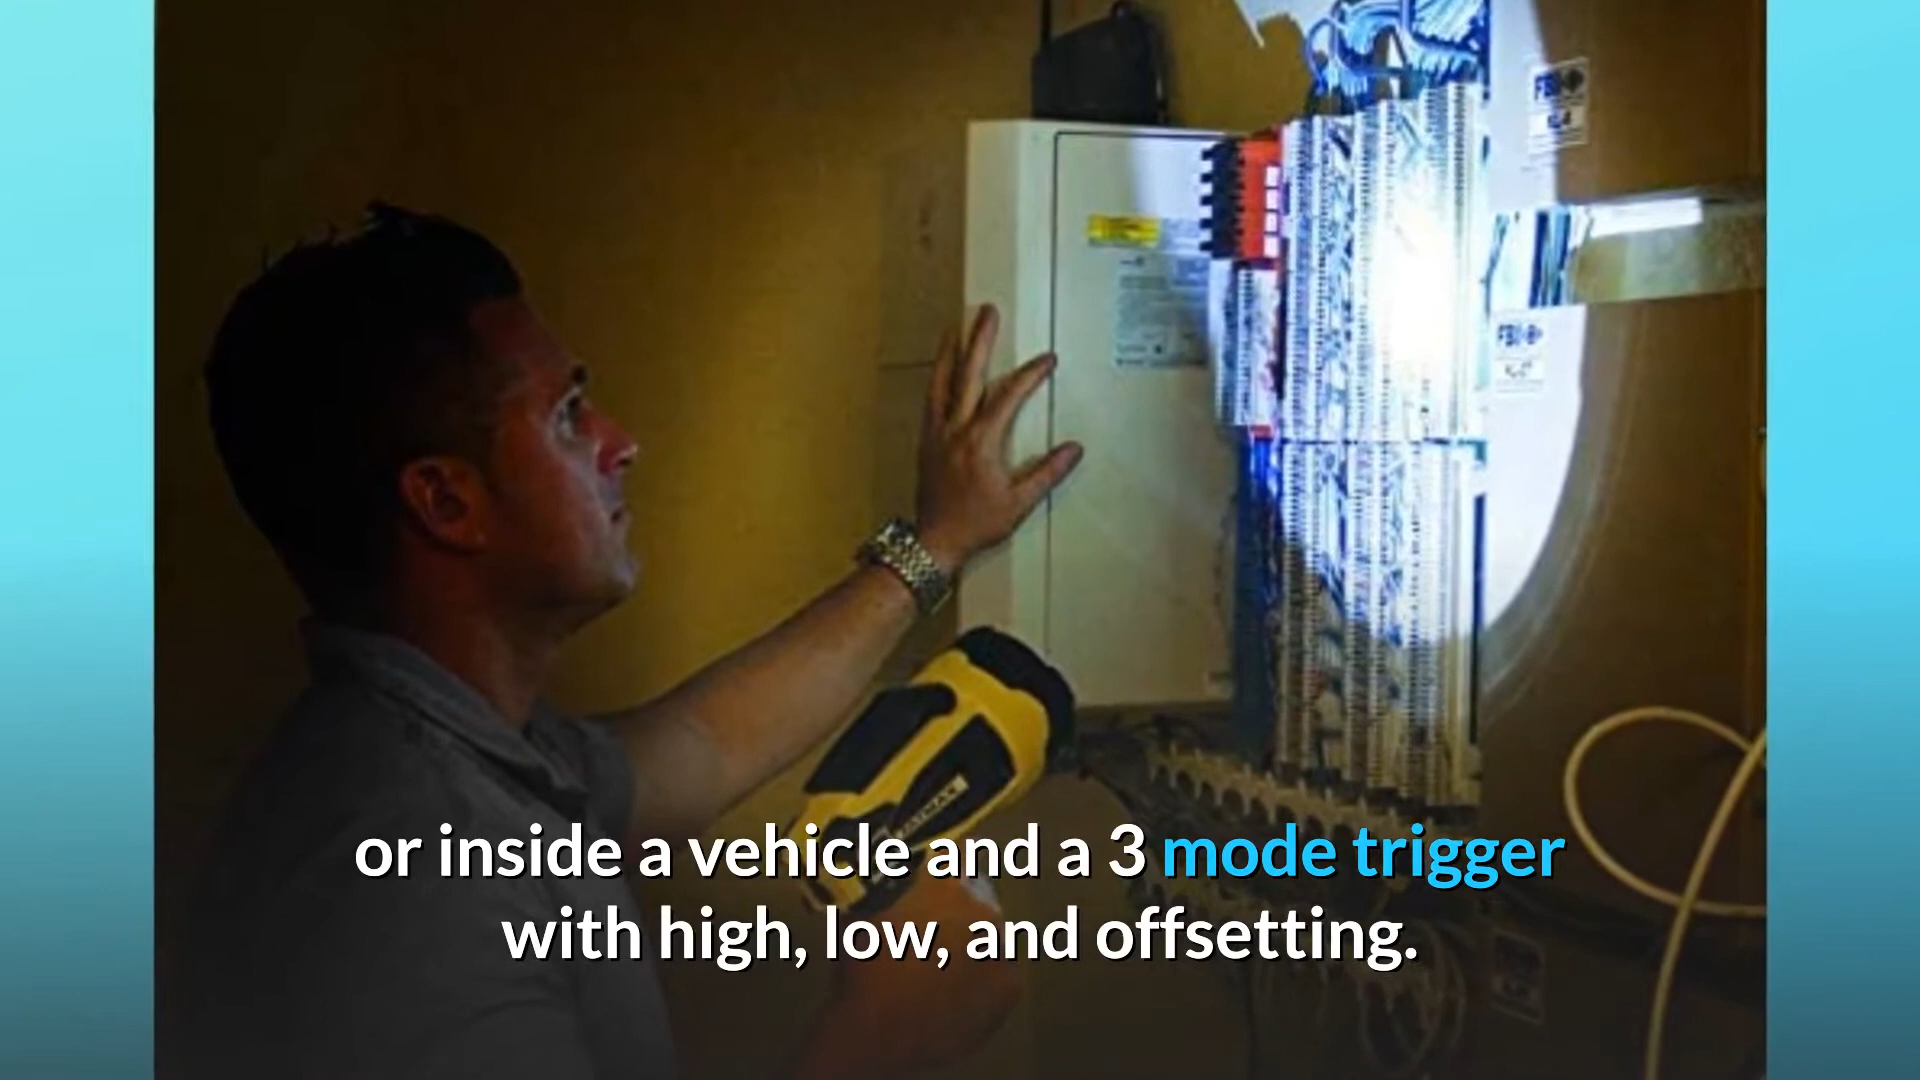 or inside a vehicle and a 3 mode trigger
with high, low, and offsetting.